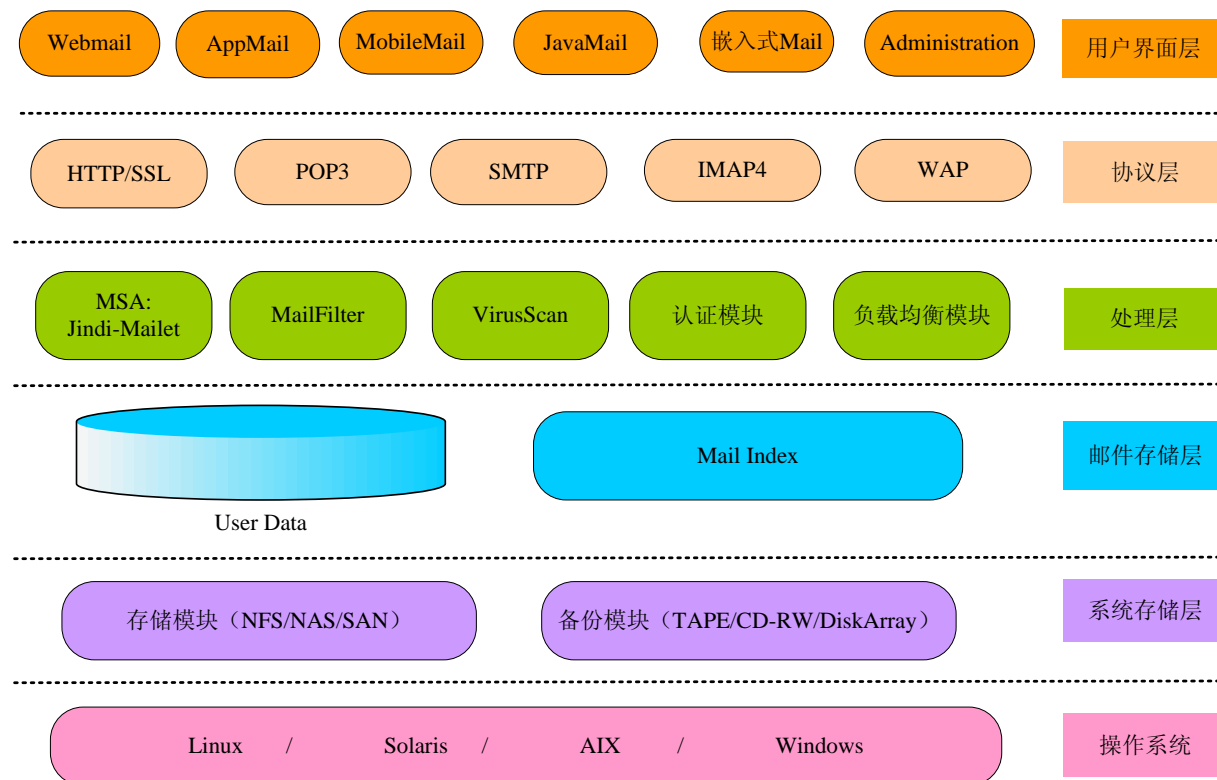 Webmail
AppMail
MobileMail
JavaMail
嵌入式Mail
Administration
用户界面层
HTTP/SSL
POP3
SMTP
IMAP4
WAP
协议层
MSA:
Jindi-Mailet
MailFilter
VirusScan
认证模块
负载均衡模块
处理层
Mail Index
邮件存储层
User Data
存储模块（NFS/NAS/SAN）
备份模块（TAPE/CD-RW/DiskArray）
系统存储层
Linux / Solaris / AIX / Windows
操作系统